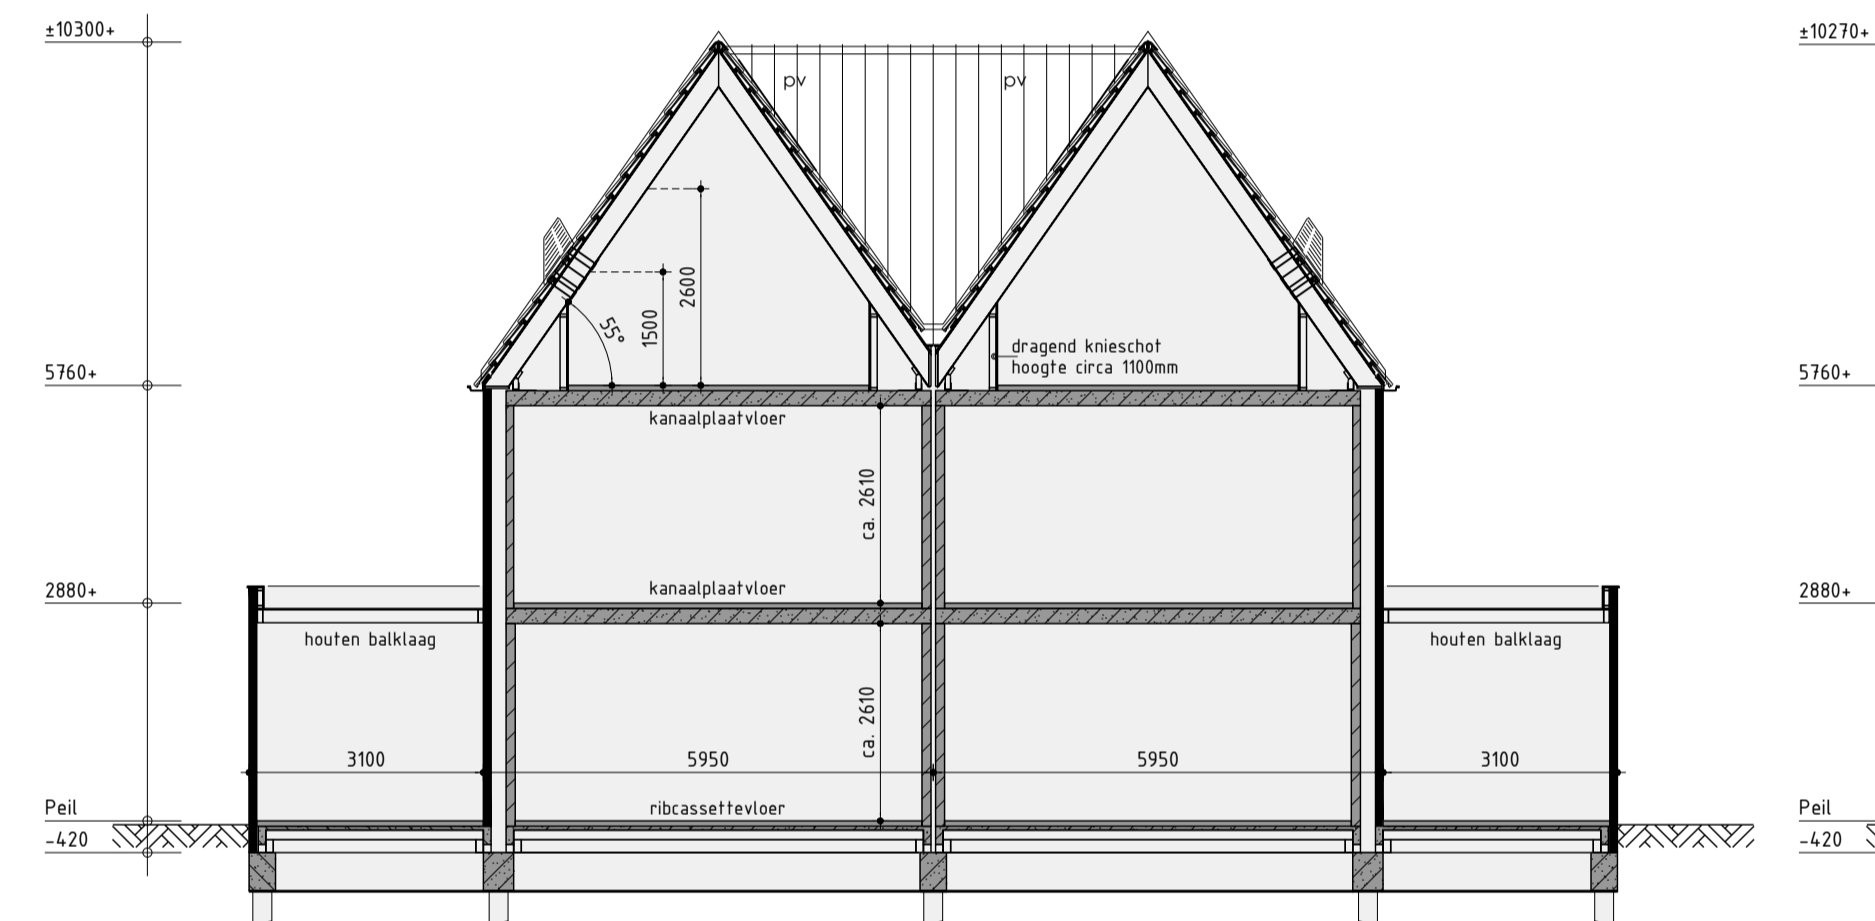 ±10300+
±10270+
pv
pv
2600
1500
55°
dragend knieschot
hoogte circa 1100mm
5760+
5760+
kanaalplaatvloer
ca. 2610
kanaalplaatvloer
2880+
2880+
houten balklaag
houten balklaag
ca. 2610
3100
5950
5950
3100
ribcassettevloer
Peil
Peil
-420
-420